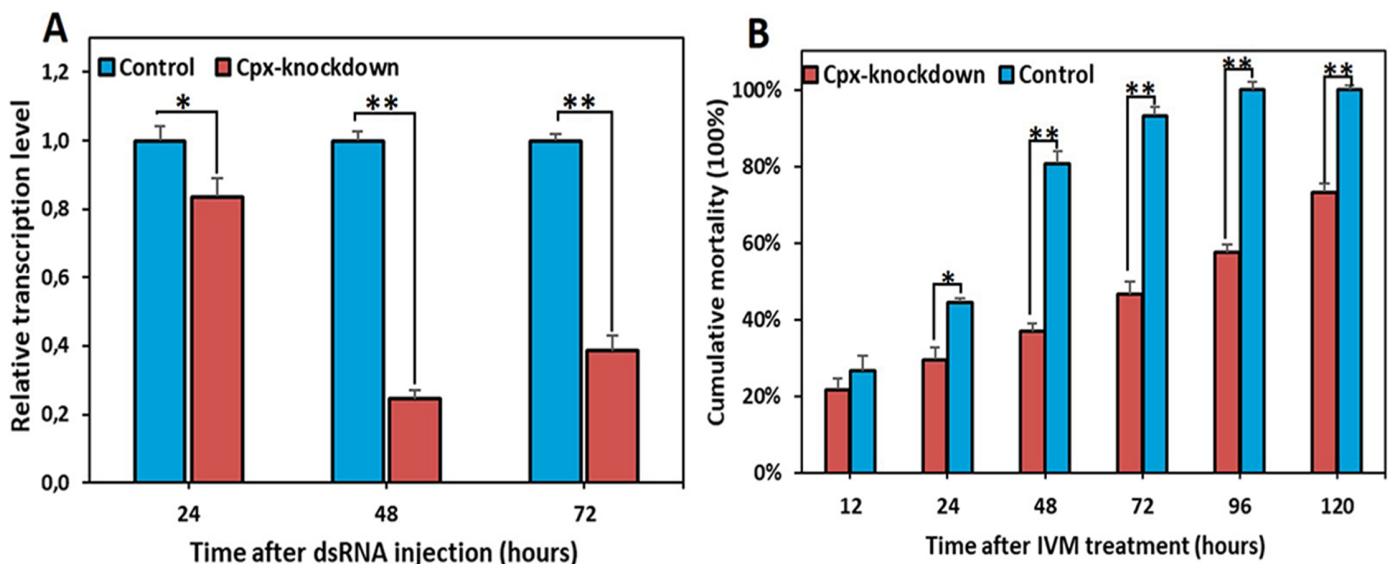 A
Control Cpx-knockdown
Relative transcription level
1,2
1,0
0,8
0,6
0,4
0,2
0,0
* ** **
24 48 72
Time after dsRNA injection (hours)
B
Cpx-knockdown Control
Cumulative mortality (100%)
100%
80%
60%
40%
20%
0%
* ** ** ** **
12 24 48 72 96 120
Time after IVM treatment (hours)